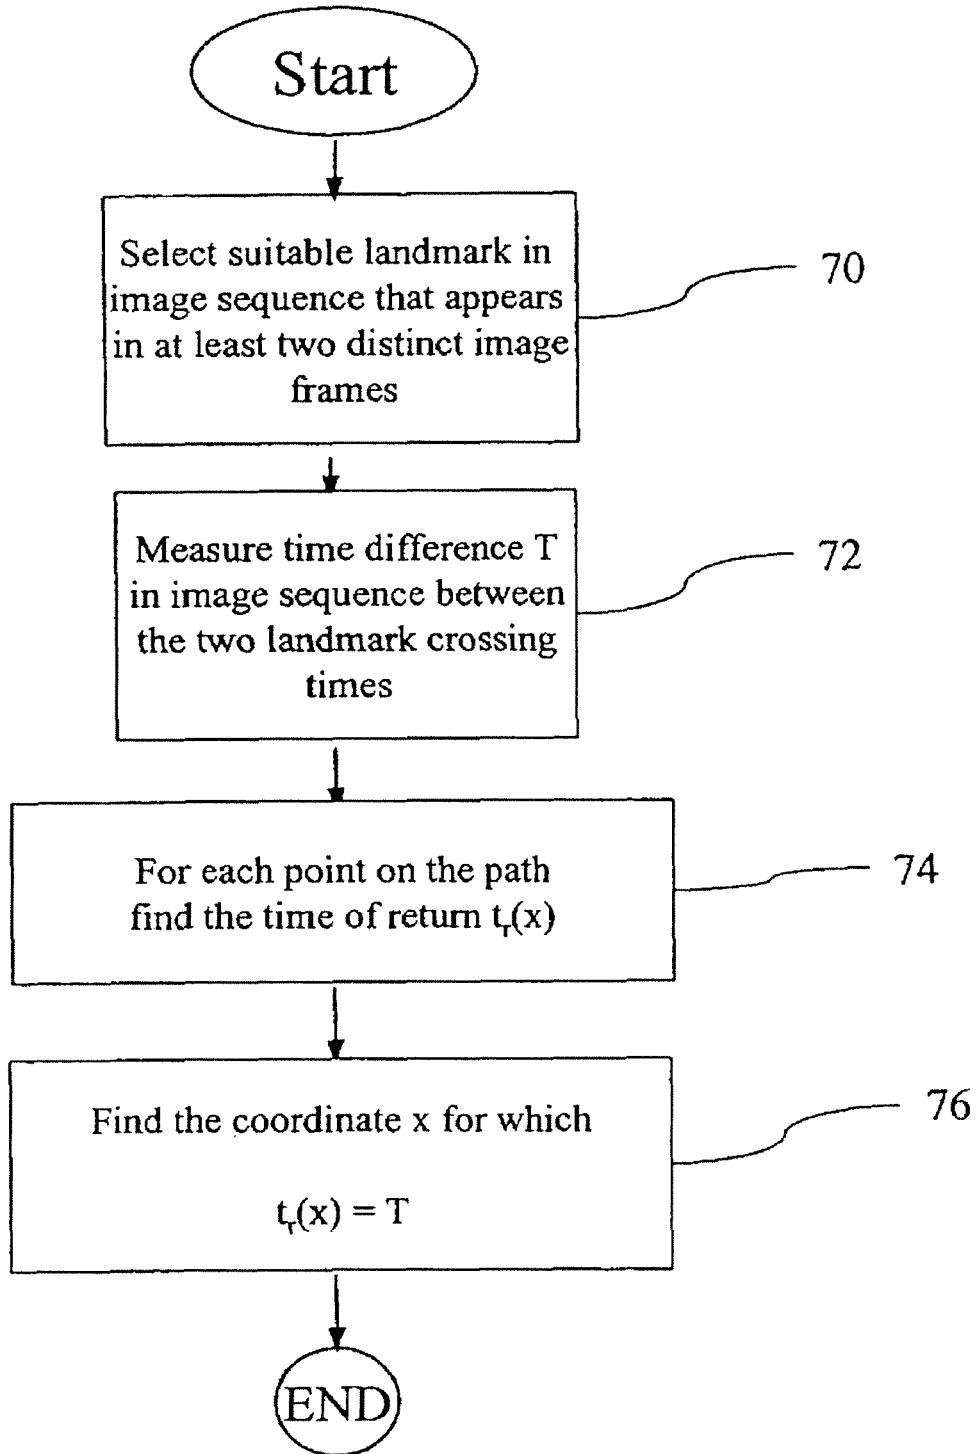 Start
Select suitable landmark in
image sequence that appears
in at least two distinct image
frames
70
Measure time difference T
in image sequence between
the two landmark crossing
times
72
For each point on the path
find the time of return tᵣ(x)
74
Find the coordinate x for which
tᵣ(x) = T
76
END